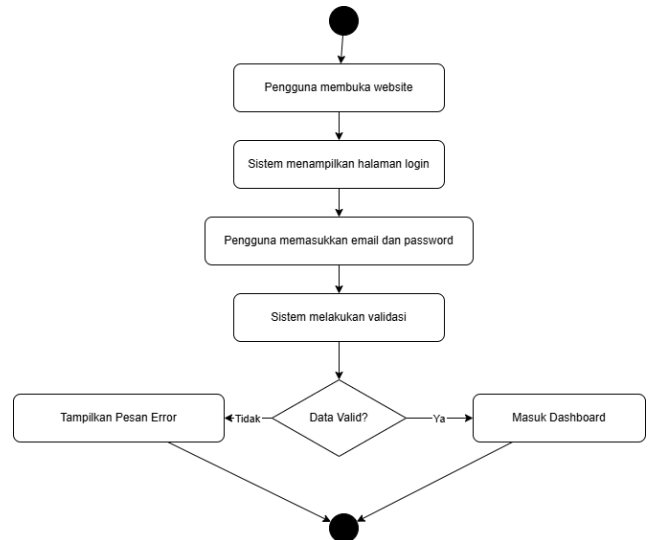 Pengguna membuka website
Sistem menampilkan halaman login
Pengguna memasukkan email dan password
Sistem melakukan validasi
Tampilkan Pesan Error
Tidak
Data Valid?
Ya
Masuk Dashboard